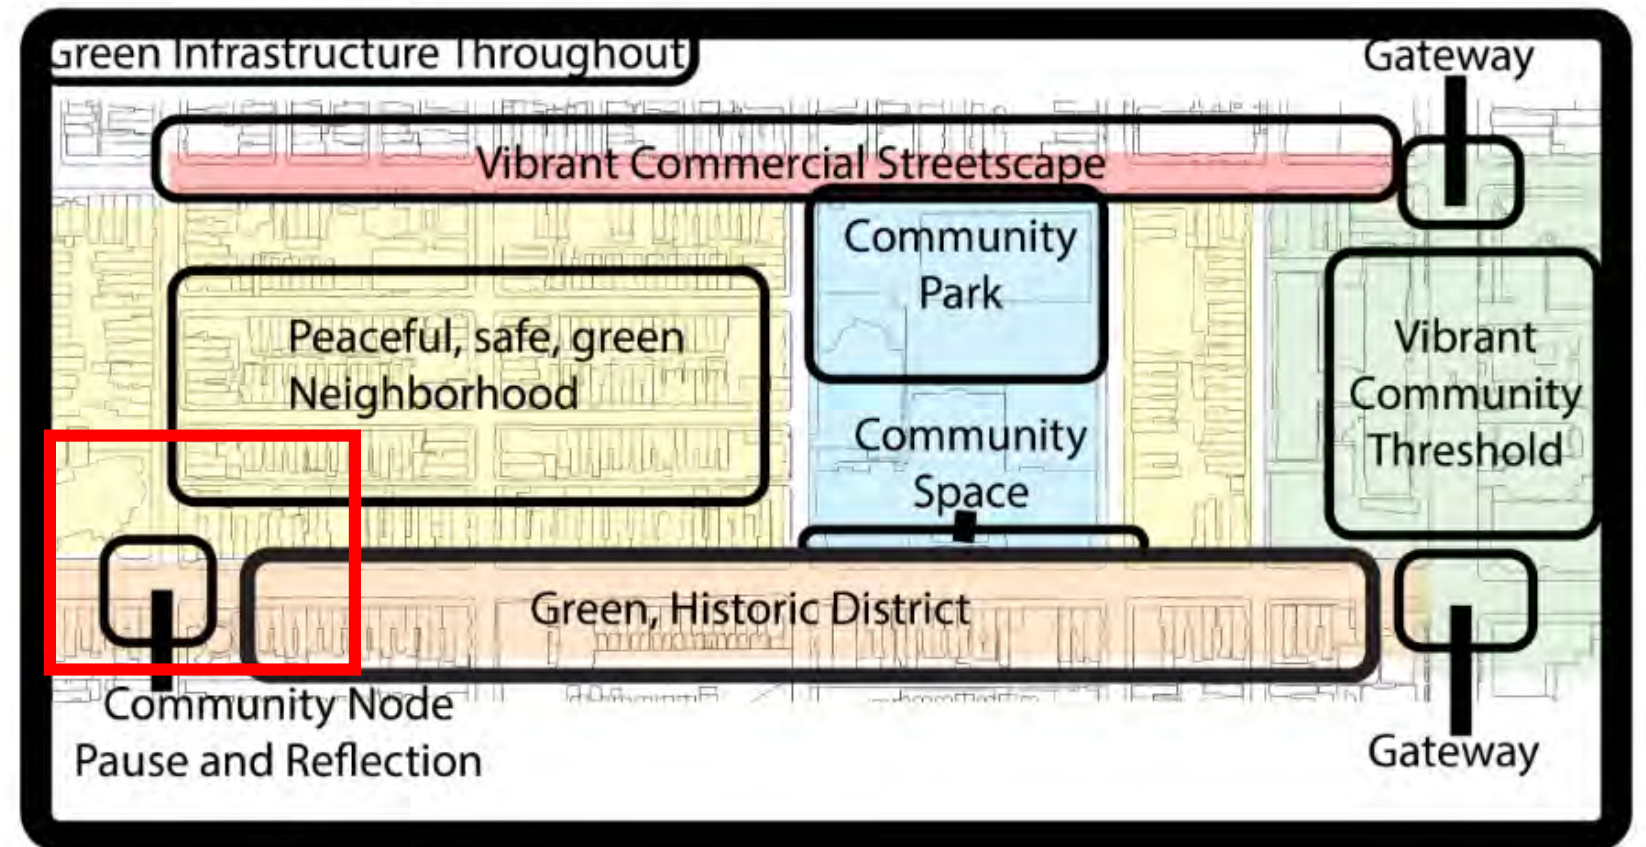 Green Infrastructure Throughout
Gateway
Vibrant Commercial Streetscape
Community
Park
Peaceful, safe, green
Neighborhood
Vibrant
Community
Threshold
Community
Space
Green, Historic District
Community Node
Pause and Reflection
Gateway